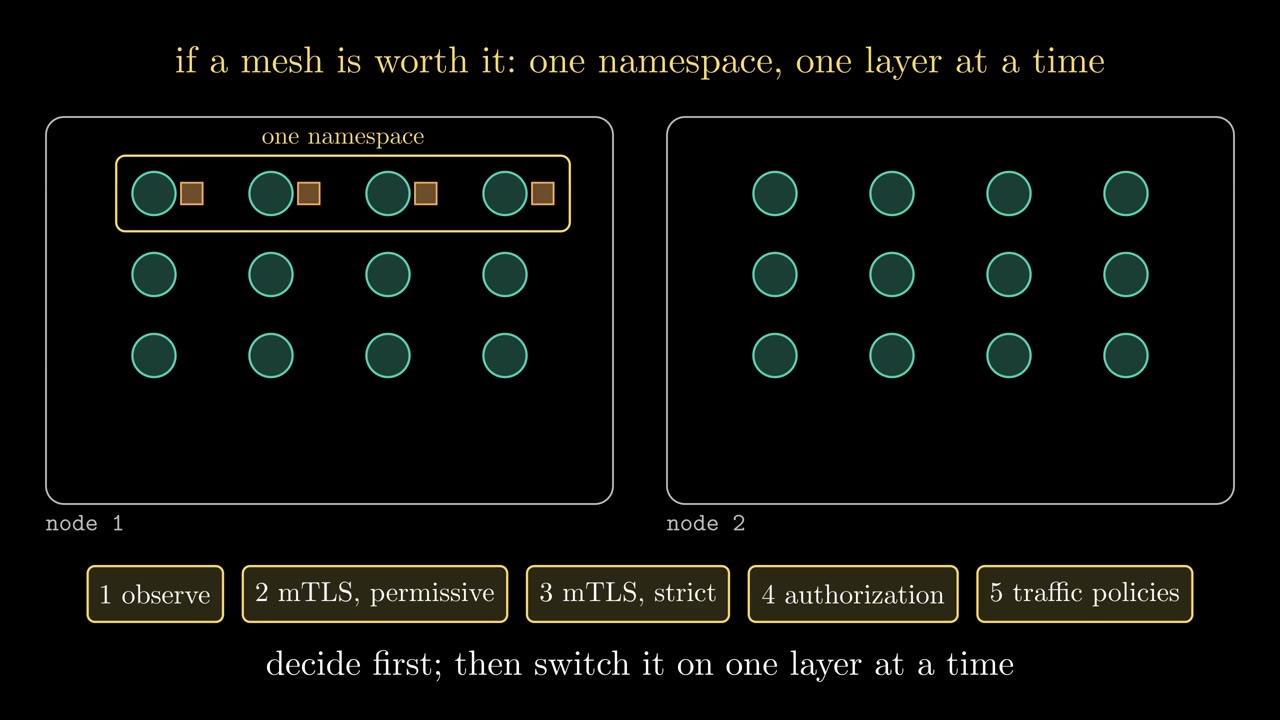 if a mesh is worth it: one namespace, one layer at a time
one namespace
node 1
node 2
1 observe
2 mTLS, permissive
3 mTLS, strict
4 authorization
5 traffic policies
decide first; then switch it on one layer at a time